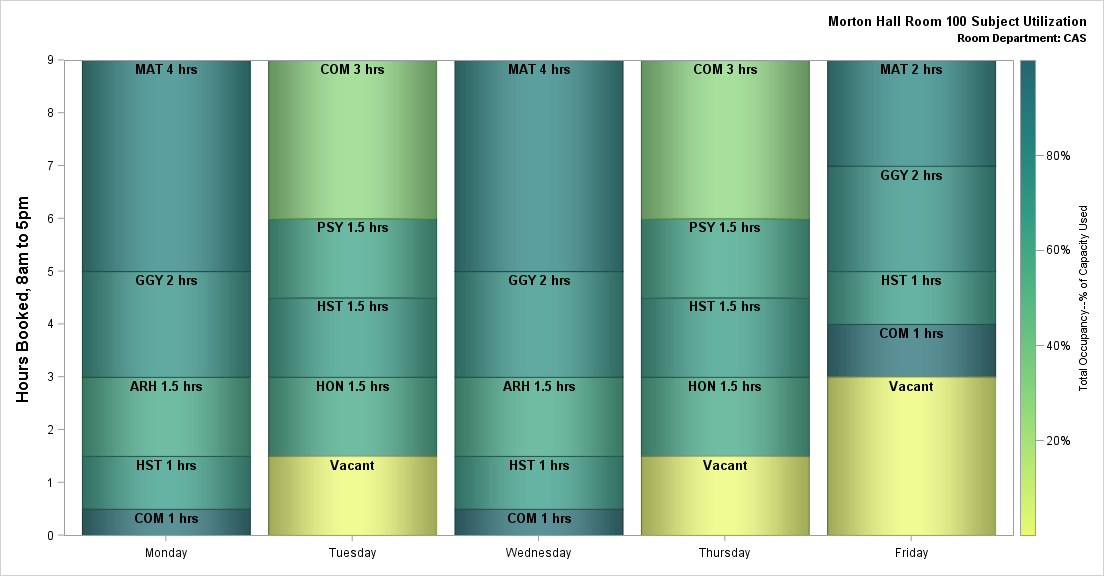 Morton Hall Room 100 Subject Utilization
Room Department: CAS
Hours Booked, 8am to 5pm
9
8
7
6
5
4
3
2
1
0
MAT 4 hrs
GGY 2 hrs
ARH 1.5 hrs
HST 1 hrs
COM 1 hrs
Monday
COM 3 hrs
PSY 1.5 hrs
HST 1.5 hrs
HON 1.5 hrs
Vacant
Tuesday
MAT 4 hrs
GGY 2 hrs
ARH 1.5 hrs
HST 1 hrs
COM 1 hrs
Wednesday
COM 3 hrs
PSY 1.5 hrs
HST 1.5 hrs
HON 1.5 hrs
Vacant
Thursday
MAT 2 hrs
GGY 2 hrs
HST 1 hrs
COM 1 hrs
Vacant
Friday
80%
60%
40%
20%
Total Occupancy--% of Capacity Used